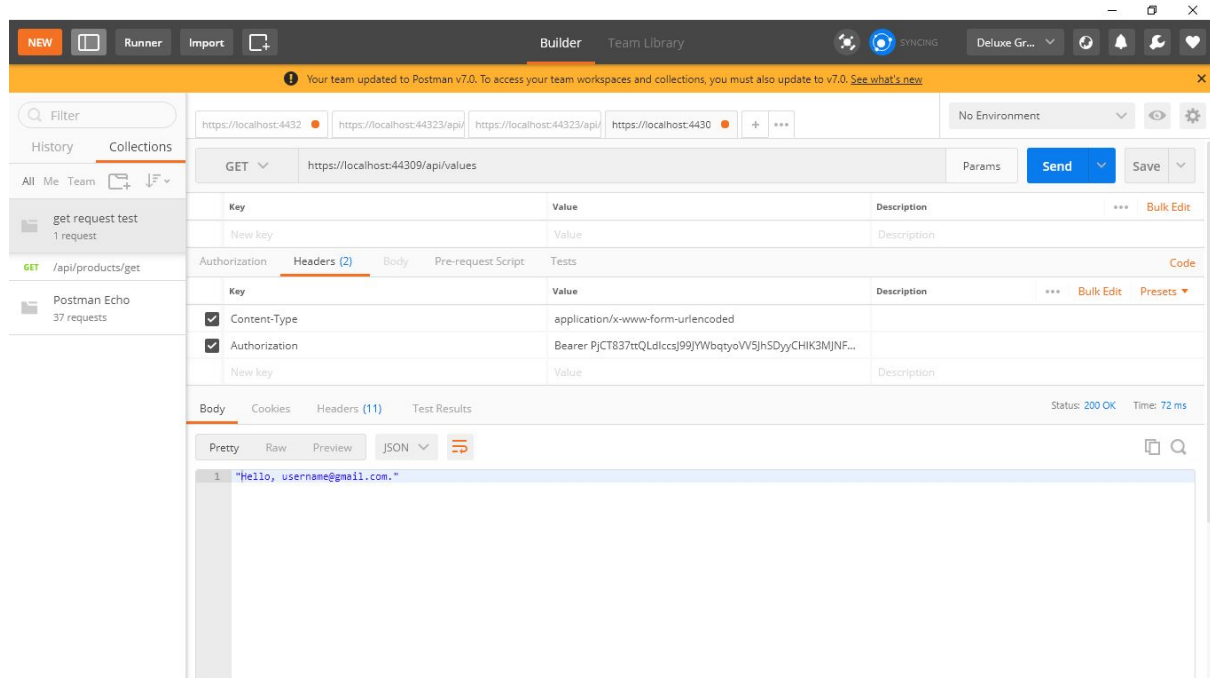 NEW Runner Import Builder Team Library SYNCING Deluxe Gr...
Your team updated to Postman v7.0. To access your team workspaces and collections, you must also update to v7.0. See what's new
Filter
History Collections
All Me Team
get request test
1 request
GET /api/products/get
Postman Echo
37 requests
https://localhost:4432 https://localhost:44323/api/ https://localhost:44323/api/ https://localhost:4430 + ••• No Environment
GET https://localhost:44309/api/values Params Send Save
Key Value Description ••• Bulk Edit
New key Value Description
Authorization Headers (2) Body Pre-request Script Tests Code
Key Value Description ••• Bulk Edit Presets
Content-Type application/x-www-form-urlencoded
Authorization Bearer
New key Value Description
Body Cookies Headers (11) Test Results Status: 200 OK Time: 72 ms
Pretty Raw Preview JSON
1 "Hello, username@gmail.com."